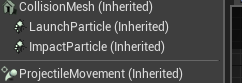 CollisionMesh (Inherited)
LaunchParticle (Inherited)
ImpactParticle (Inherited)
ProjectileMovement (Inherited)